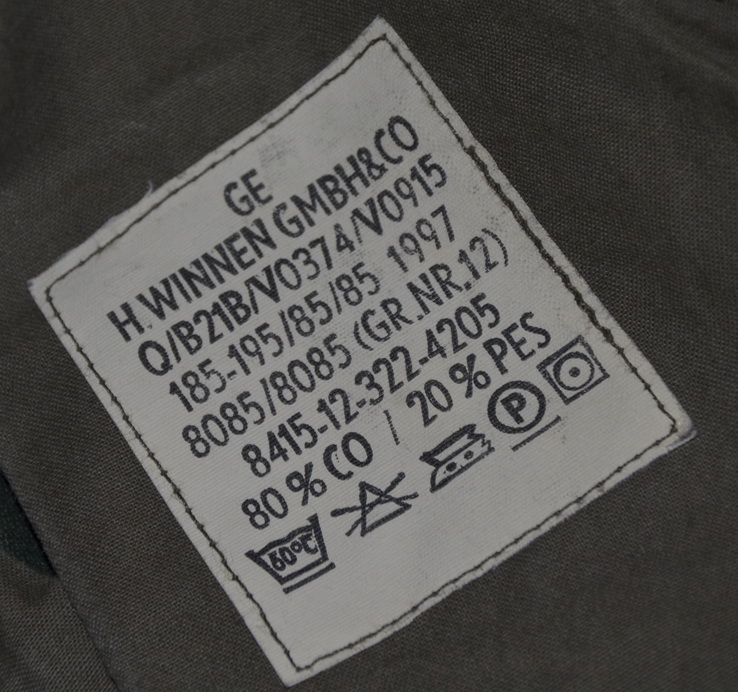 GE
H.WINNEN GMBH&CO
Q/B21B/V0374/V0915
185-195/85/85 1997
8085/8085 (GR.NR.12)
8415-12-322-4205
80%CO | 20%PES
60°C P